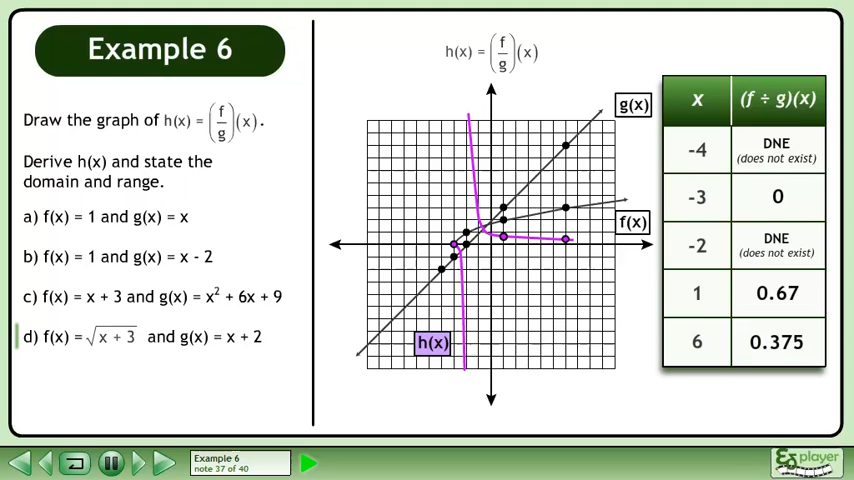 Example 6
Draw the graph of h(x) = (f/g)(x).
Derive h(x) and state the
domain and range.
a) f(x) = 1 and g(x) = x
b) f(x) = 1 and g(x) = x - 2
c) f(x) = x + 3 and g(x) = x² + 6x + 9
d) f(x) = √(x + 3) and g(x) = x + 2
h(x) = (f/g)(x)
g(x)
f(x)
h(x)
x (f ÷ g)(x)
-4 DNE
(does not exist)
-3 0
-2 DNE
(does not exist)
1 0.67
6 0.375
Example 6
note 37 of 40
Ez player